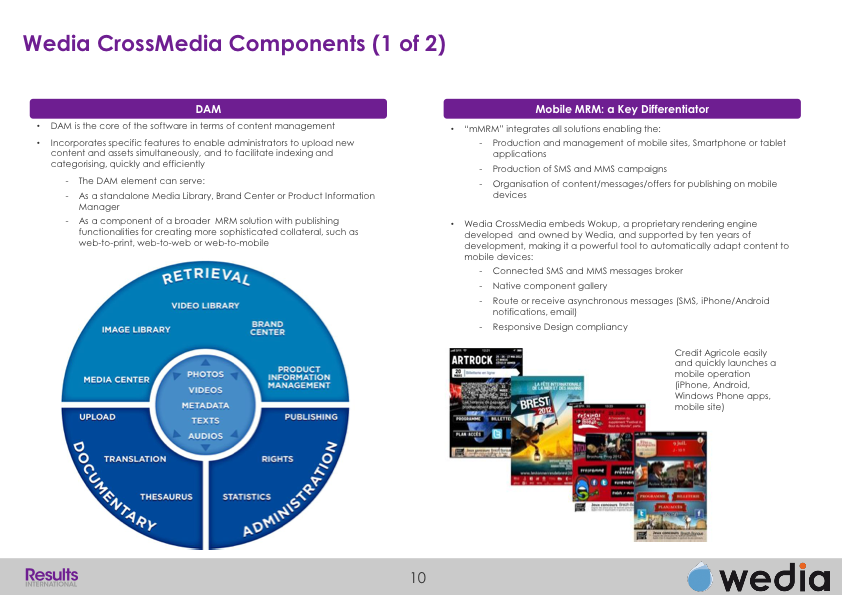 Wedia CrossMedia Components (1 of 2)
DAM
• DAM is the core of the software in terms of content management
• Incorporates specific features to enable administrators to upload new
content and assets simultaneously, and to facilitate indexing and
categorising, quickly and efficiently
- The DAM element can serve:
- As a standalone Media Library, Brand Center or Product Information
Manager
- As a component of a broader MRM solution with publishing
functionalities for creating more sophisticated collateral, such as
web-to-print, web-to-web or web-to-mobile
RETRIEVAL
VIDEO LIBRARY
IMAGE LIBRARY
BRAND
CENTER
MEDIA CENTER
PRODUCT
INFORMATION
MANAGEMENT
PHOTOS
VIDEOS
METADATA
TEXTS
AUDIOS
UPLOAD
TRANSLATION
THESAURUS
DOCUMENTARY
PUBLISHING
RIGHTS
STATISTICS
ADMINISTRATION
Mobile MRM: a Key Differentiator
• “mMRM” integrates all solutions enabling the:
- Production and management of mobile sites, Smartphone or tablet
applications
- Production of SMS and MMS campaigns
- Organisation of content/messages/offers for publishing on mobile
devices
• Wedia CrossMedia embeds Wokup, a proprietary rendering engine
developed and owned by Wedia, and supported by ten years of
development, making it a powerful tool to automatically adapt content to
mobile devices:
- Connected SMS and MMS messages broker
- Native component gallery
- Route or receive asynchronous messages (SMS, iPhone/Android
notifications, email)
- Responsive Design compliancy
ARTROCK
PROGRAMME
PLAN ACCÈS
BREST
2012
PROGRAMME
BILLETTERIE
PLAN ACCÈS
Credit Agricole easily
and quickly launches a
mobile operation
(iPhone, Android,
Windows Phone apps,
mobile site)
Results
INTERNATIONAL
10
wedia